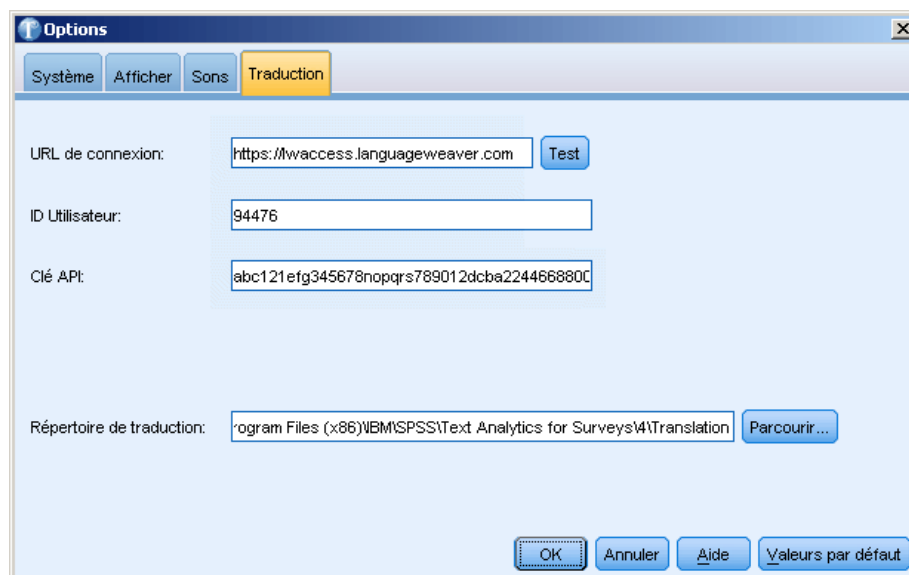 Options
Système Afficher Sons Traduction
URL de connexion: https://lwaccess.languageweaver.com Test
ID Utilisateur: 94476
Clé API: abc121efg345678nopqrs789012dcba224466880C
Répertoire de traduction: rogram Files (x86)\IBM\SPSS\Text Analytics for Surveys\4\Translation Parcourir...
OK Annuler Aide Valeurs par défaut